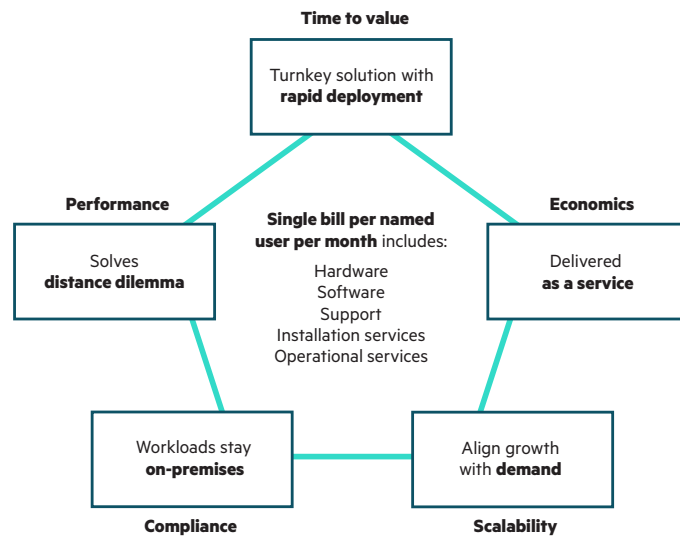 Time to value
Turnkey solution with
rapid deployment
Performance
Solves
distance dilemma
Single bill per named
user per month includes:
Hardware
Software
Support
Installation services
Operational services
Economics
Delivered
as a service
Workloads stay
on-premises
Compliance
Align growth
with demand
Scalability